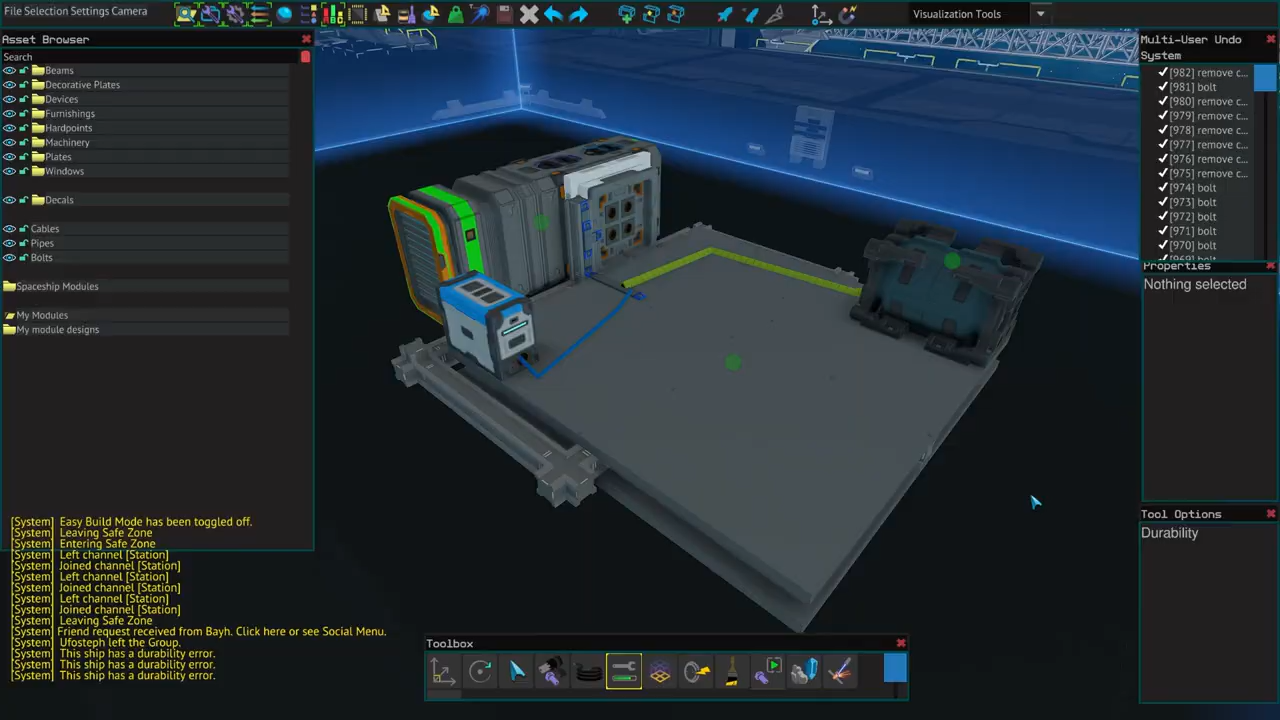 File Selection Settings Camera
Visualization Tools
Asset Browser
Search
Beams
Decorative Plates
Devices
Furnishings
Hardpoints
Machinery
Plates
Windows
Decals
Cables
Pipes
Bolts
Spaceship Modules
My Modules
My module designs
Multi-User Undo
System
[982] remove c...
[981] bolt
[980] remove c...
[979] remove c...
[978] remove c...
[977] remove c...
[976] remove c...
[975] remove c...
[974] bolt
[973] bolt
[972] bolt
[971] bolt
[970] bolt
[969] bolt
Properties
Nothing selected
Tool Options
Durability
[System] Easy Build Mode has been toggled off.
[System] Leaving Safe Zone
[System] Entering Safe Zone
[System] Left channel [Station]
[System] Joined channel [Station]
[System] Left channel [Station]
[System] Joined channel [Station]
[System] Left channel [Station]
[System] Joined channel [Station]
[System] Leaving Safe Zone
[System] Friend request received from Bayh. Click here or see Social Menu.
[System] Ufosteph left the Group.
[System] This ship has a durability error.
[System] This ship has a durability error.
[System] This ship has a durability error.
Toolbox